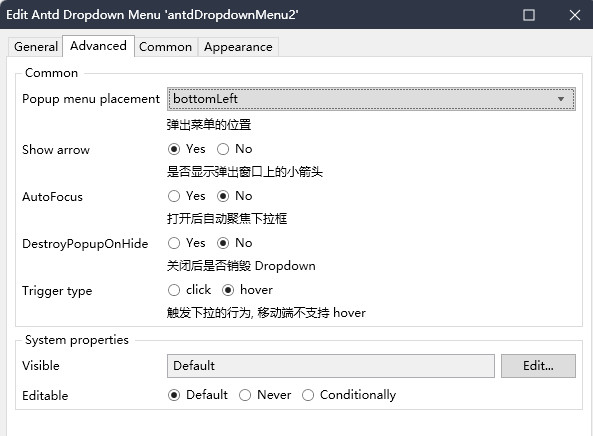 Edit Antd Dropdown Menu 'antdDropdownMenu2'
General Advanced Common Appearance
Common
Popup menu placement bottomLeft
弹出菜单的位置
Show arrow Yes No
是否显示弹出窗口上的小箭头
AutoFocus Yes No
打开后自动聚焦下拉框
DestroyPopupOnHide Yes No
关闭后是否销毁 Dropdown
Trigger type click hover
触发下拉的行为, 移动端不支持 hover
System properties
Visible Default Edit...
Editable Default Never Conditionally